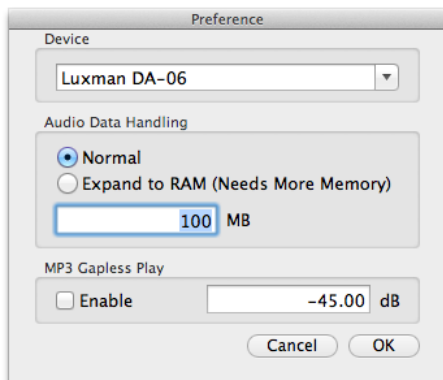 Preference
Device
Luxman DA-06
Audio Data Handling
Normal
Expand to RAM (Needs More Memory)
100 MB
MP3 Gapless Play
Enable -45.00 dB
Cancel OK